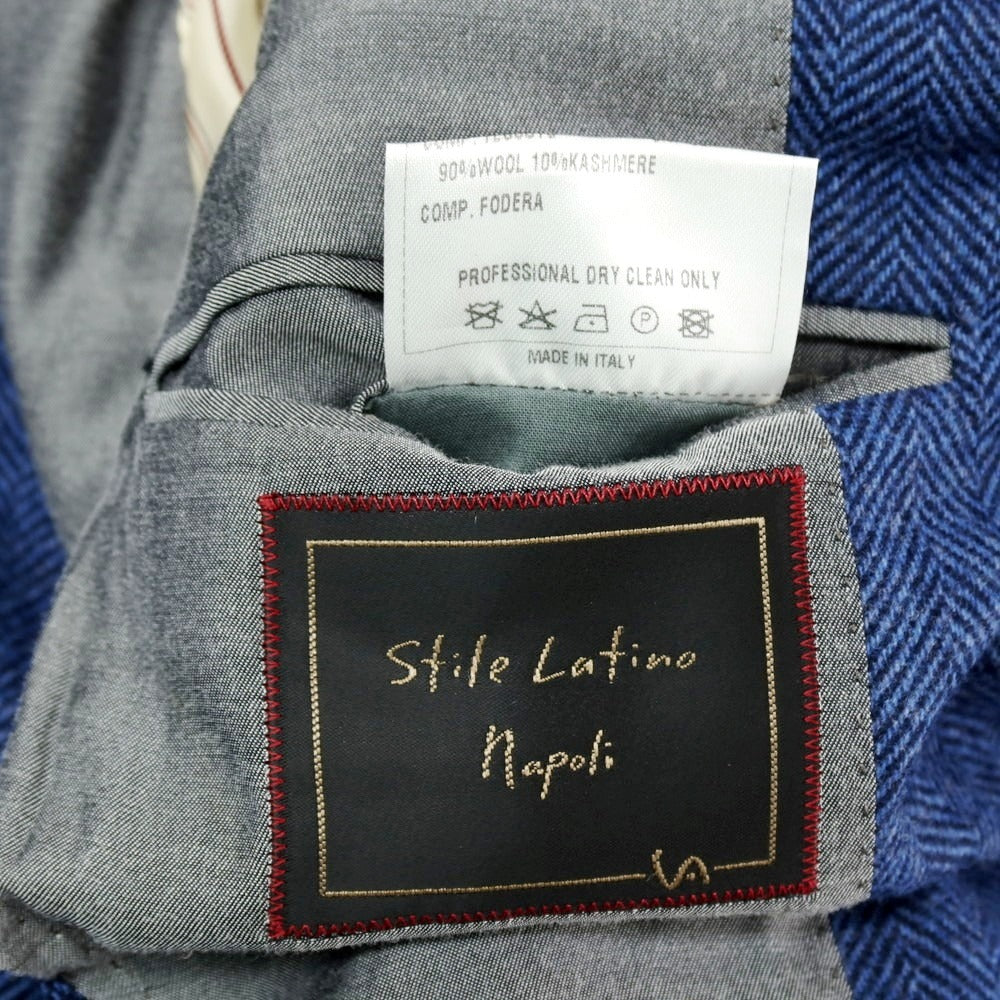 90%WOOL 10%KASHMERE
COMP. FODERA
PROFESSIONAL DRY CLEAN ONLY
P
MADE IN ITALY
Stile Latino
Napoli